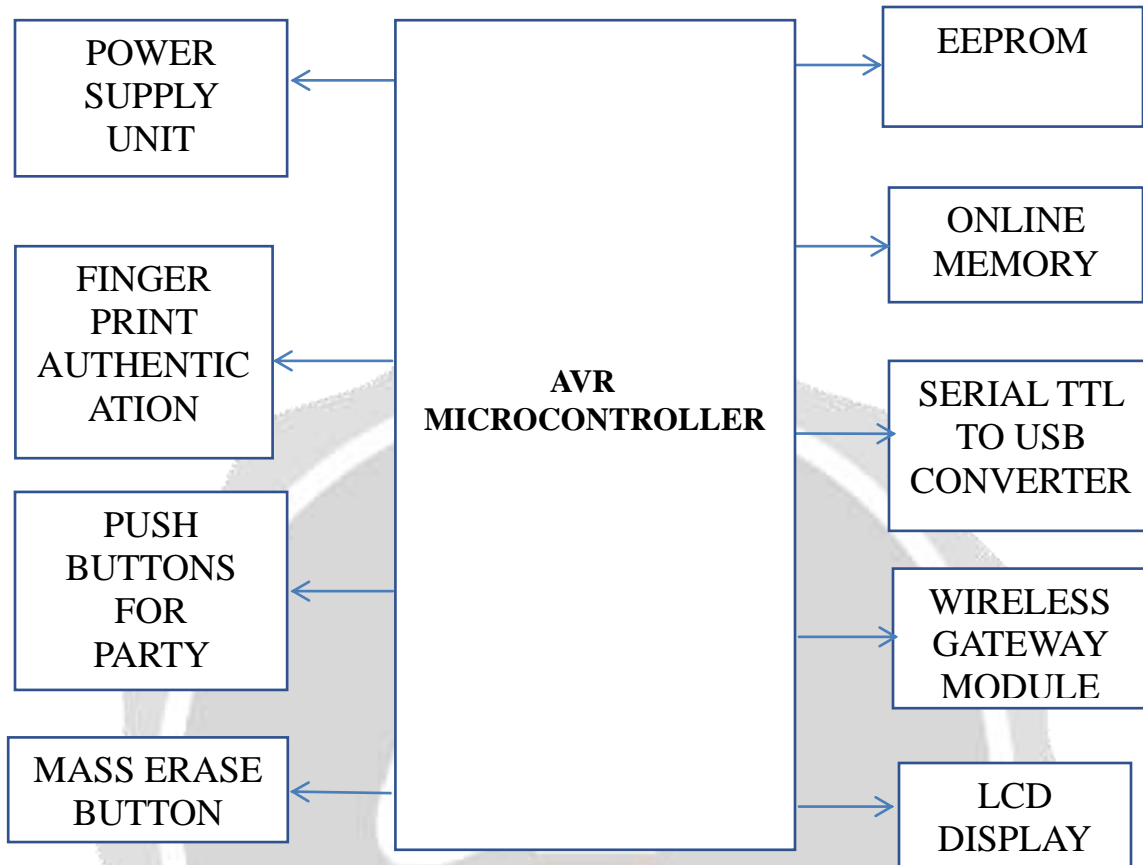 POWER
SUPPLY
UNIT
FINGER
PRINT
AUTHENTIC
ATION
PUSH
BUTTONS
FOR
PARTY
MASS ERASE
BUTTON
AVR
MICROCONTROLLER
EEPROM
ONLINE
MEMORY
SERIAL TTL
TO USB
CONVERTER
WIRELESS
GATEWAY
MODULE
LCD
DISPLAY